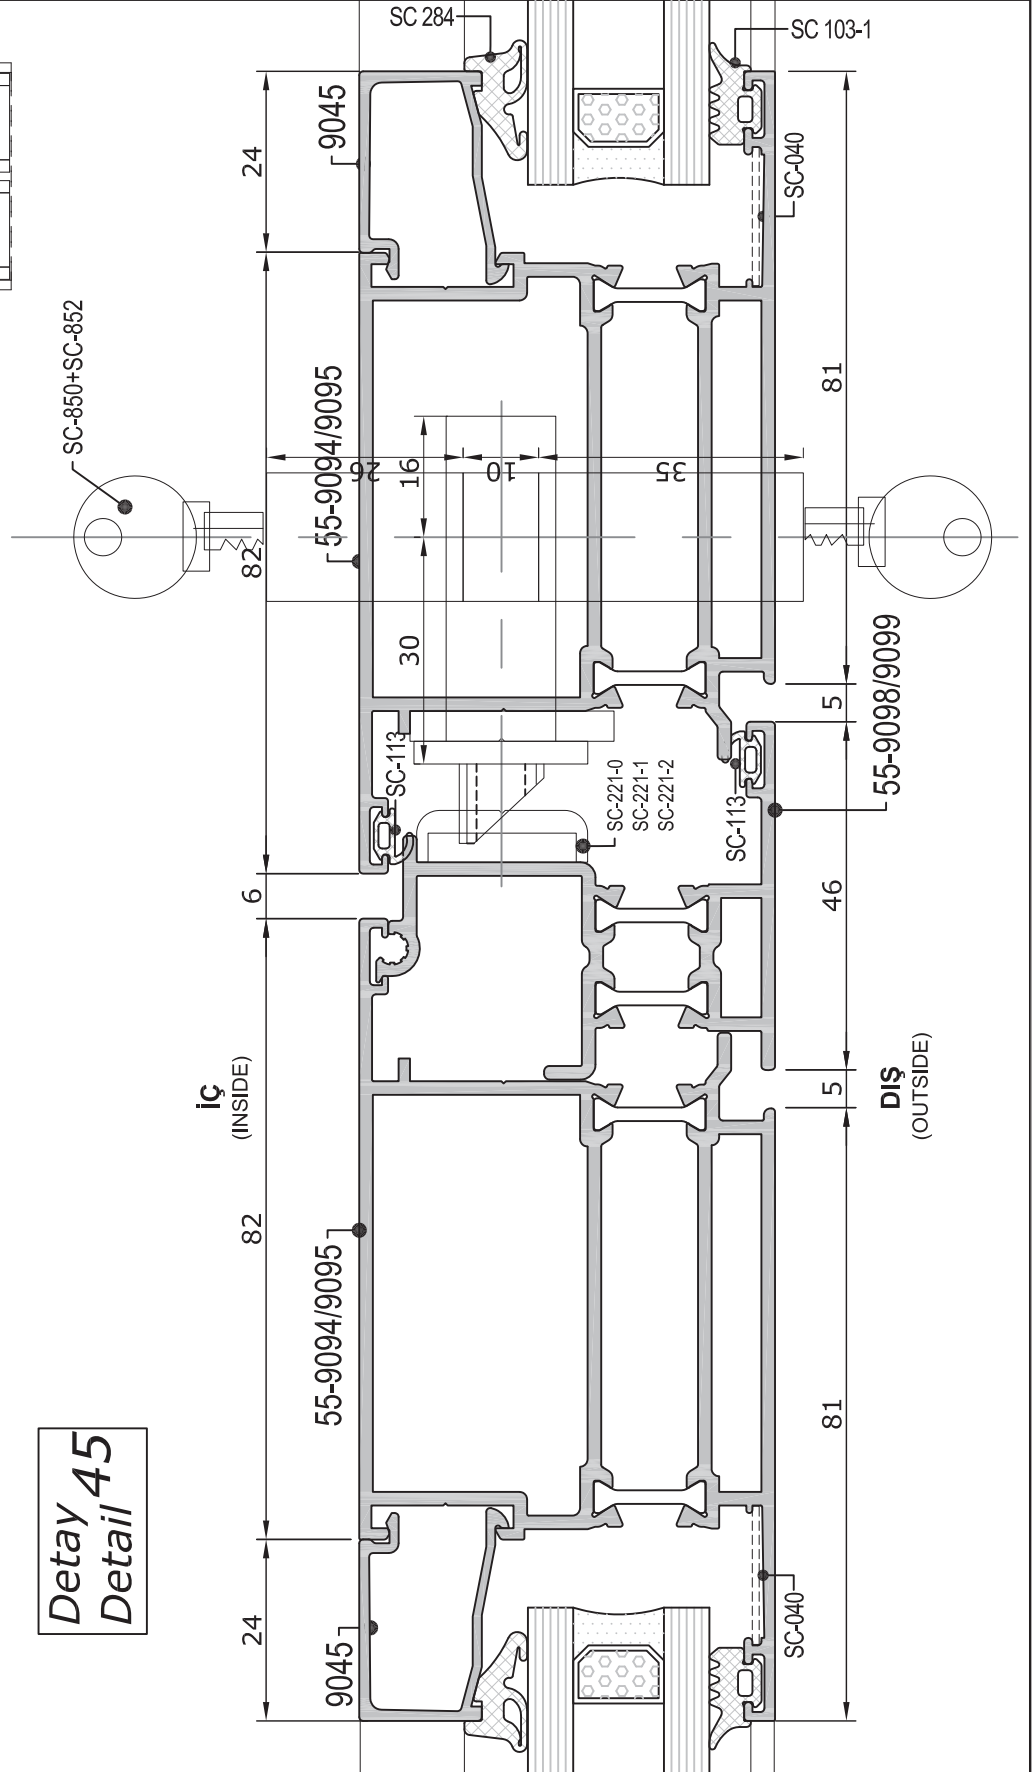 SC 284
SC 103-1
9045
24
SC-040
SC-850+SC-852
55-9094/9095
81
26
16
10
35
82
30
5
55-9098/9099
SC-113
SC-221-0
SC-221-1
SC-221-2
SC-113
6
46
İÇ
(INSIDE)
DIŞ
(OUTSIDE)
5
82
55-9094/9095
81
Detay
Detail 45
24
9045
SC-040